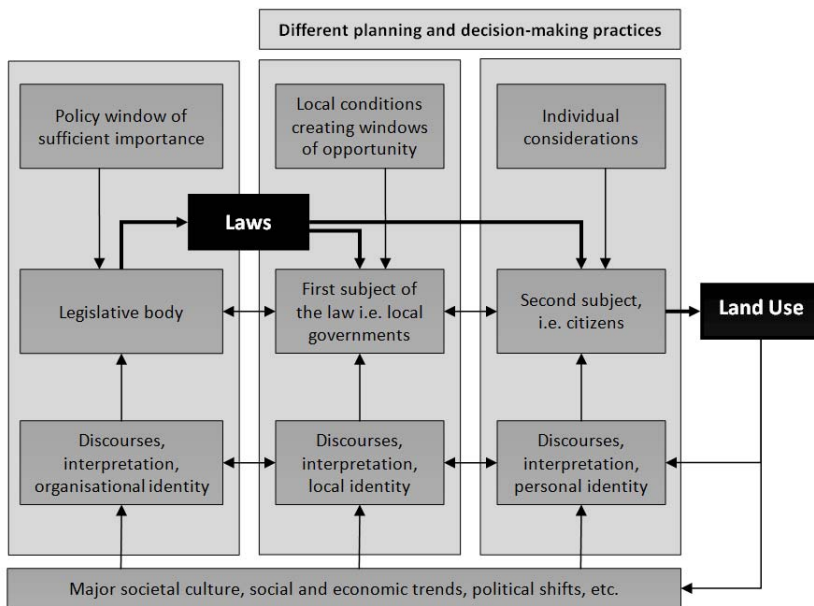 Different planning and decision-making practices
Policy window of
sufficient importance
Local conditions
creating windows
of opportunity
Individual
considerations
Laws
Legislative body
First subject of
the law i.e. local
governments
Second subject,
i.e. citizens
Land Use
Discourses,
interpretation,
organisational identity
Discourses,
interpretation,
local identity
Discourses,
interpretation,
personal identity
Major societal culture, social and economic trends, political shifts, etc.